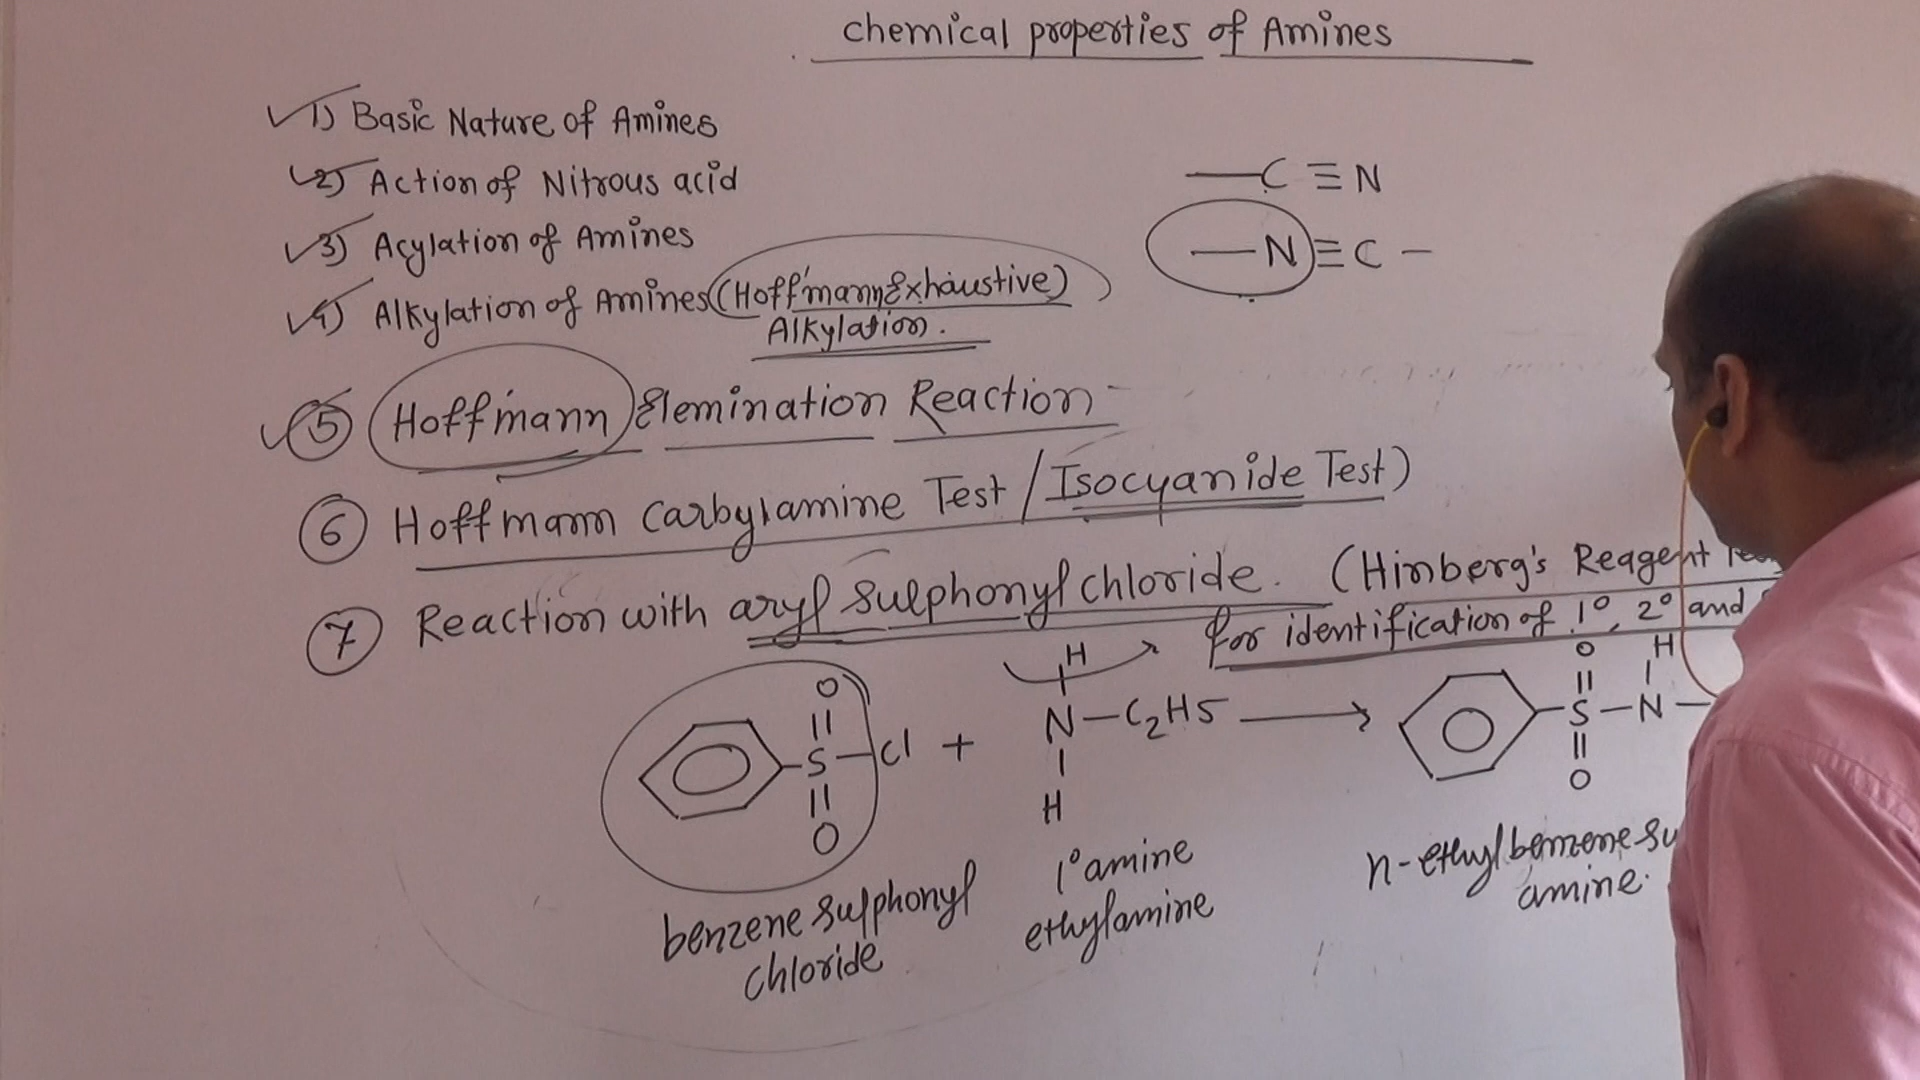 chemical properties of Amines
1) Basic Nature of Amines
2) Action of Nitrous acid
3) Acylation of Amines
4) Alkylation of Amines (Hoff'mann Exhaustive)
Alkylation.
—C≡N
—N≡C-
5 Hoffmann Elemination Reaction-
6 Hoffmann Carbylamine Test / Isocyanide Test)
7 Reaction with aryl sulphonyl chloride. (Hinberg's Reagent
for identification of 1°, 2° and
O
||
-S-Cl
||
O
+
H
|
N-C2H5
|
H
→
O
||
-S-N-
||
O
H
|
benzene sulphonyl
chloride
1° amine
ethylamine
n-ethylbenzene su
amine.